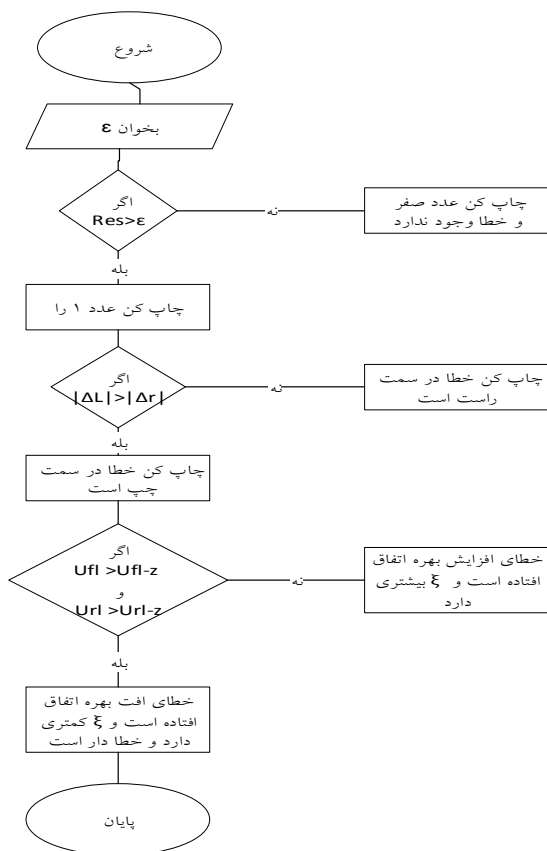 شروع
بخوان ε
اگر
Res>ε
نه
چاپ کن عدد صفر
و خطا وجود ندارد
بله
چاپ کن عدد ۱ را
اگر
|ΔL|>|Δr|
نه
چاپ کن خطا در سمت
راست است
بله
چاپ کن خطا در سمت
چپ است
اگر
Ufl >Ufl-z
و
Url >Url-z
نه
خطای افزایش بهره اتفاق
افتاده است و ξ بیشتری
دارد
بله
خطای افت بهره اتفاق
افتاده است و ξ کمتری
دارد و خطا دار است
پایان